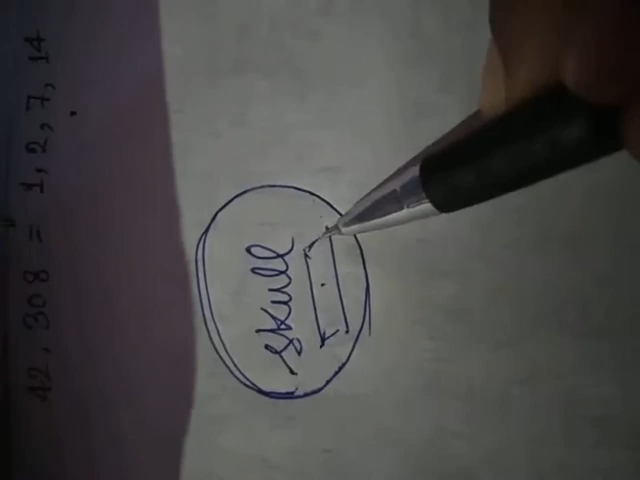 42, 308 = 1, 2, 7, 14
skull